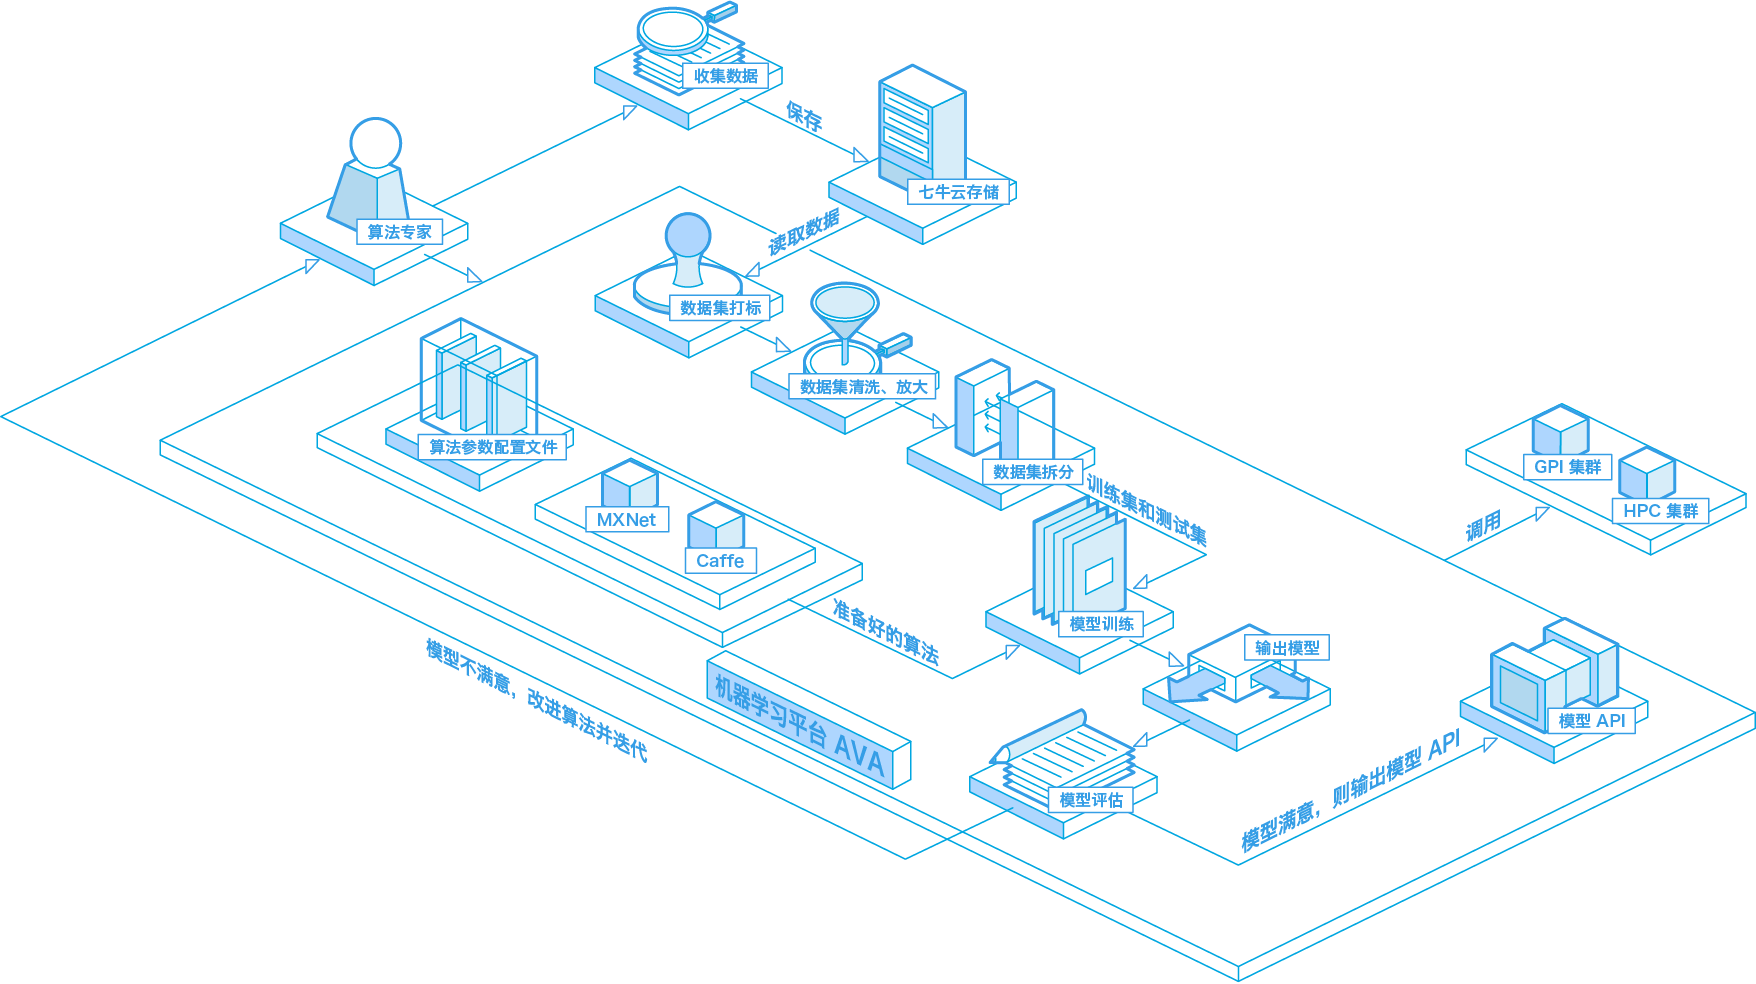 收集数据
保存
七牛云存储
算法专家
读取数据
数据集打标
数据集清洗、放大
算法参数配置文件
数据集拆分
GPI 集群
HPC 集群
MXNet
Caffe
训练集和测试集
调用
准备好的算法
模型训练
输出模型
模型不满意，改进算法并迭代
机器学习平台 AVA
模型 API
模型评估
模型满意，则输出模型 API